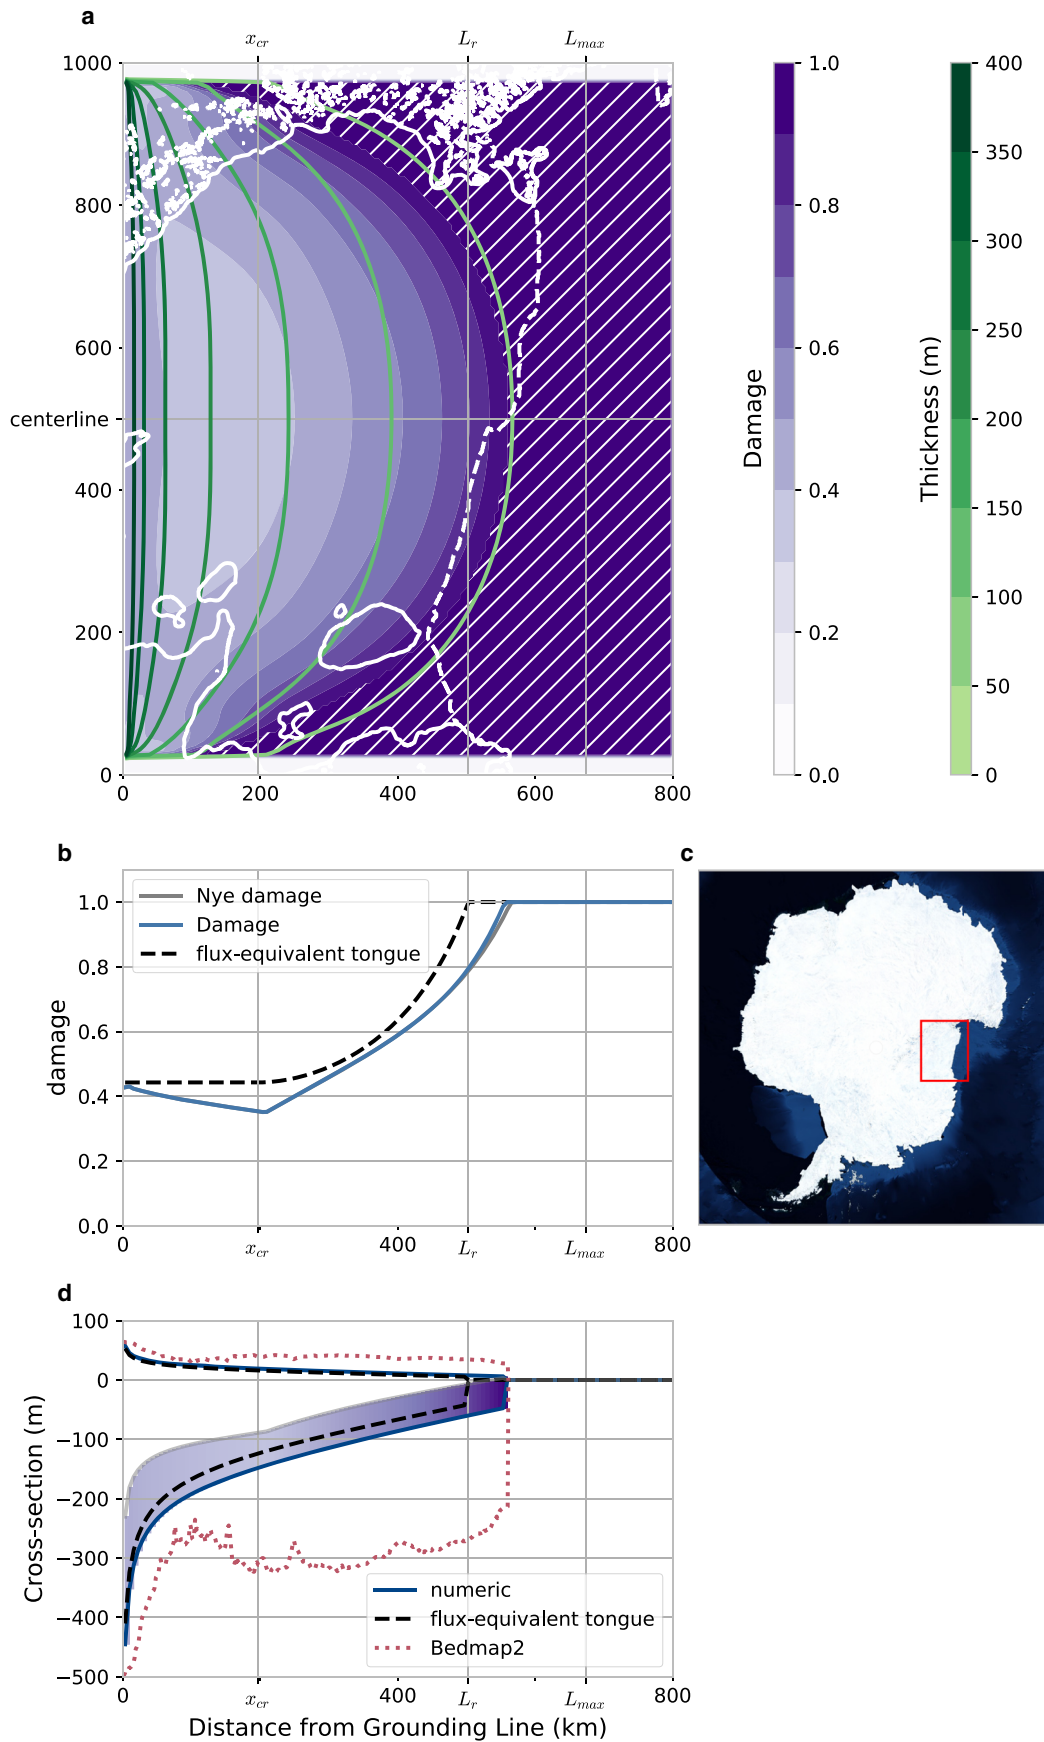 a
x_cr L_r L_max
1000
800
600
centerline
400
200
0
0 200 400 600 800
Damage
1.0
0.8
0.6
0.4
0.2
0.0
Thickness (m)
400
350
300
250
200
150
100
50
0
b
Nye damage
Damage
flux-equivalent tongue
damage
1.0
0.8
0.6
0.4
0.2
0.0
0 x_cr 400 L_r L_max 800
c
d
Cross-section (m)
100
0
−100
−200
−300
−400
−500
numeric
flux-equivalent tongue
Bedmap2
0 x_cr 400 L_r L_max 800
Distance from Grounding Line (km)